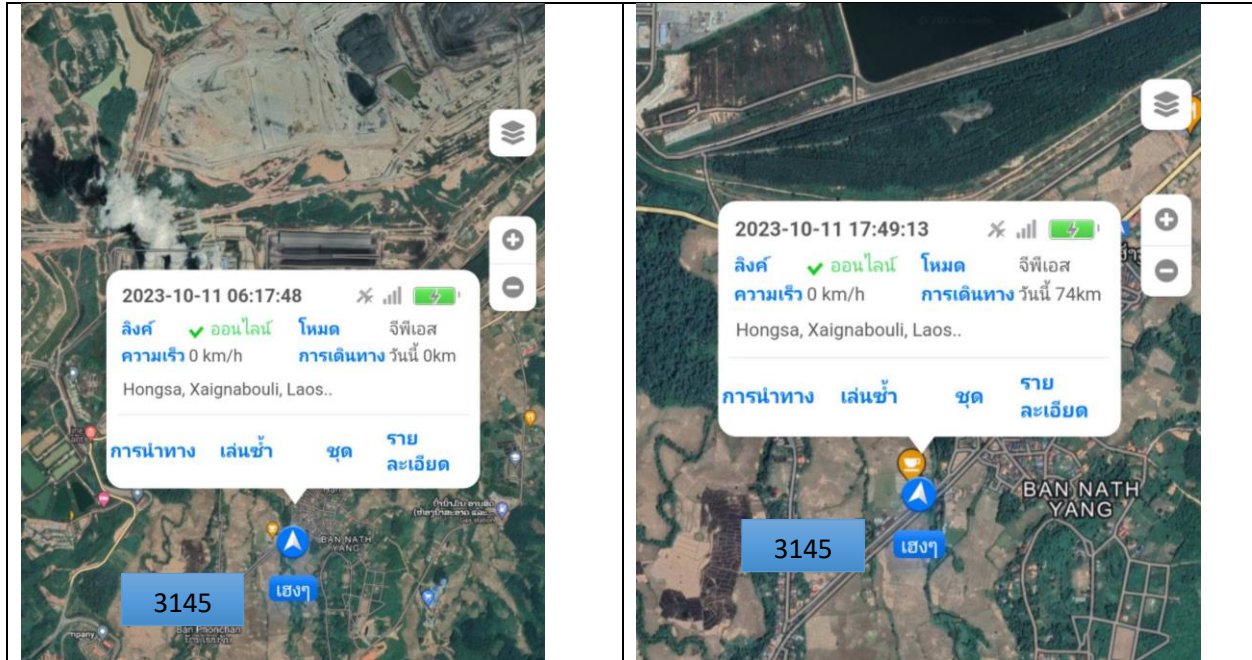 2023-10-11 06:17:48
ลิงค์ ออนไลน์ โหมด จีพีเอส
ความเร็ว 0 km/h การเดินทาง วันนี้ 0km
Hongsa, Xaignabouli, Laos..
การนำทาง เล่นซ้ำ ชุด ราย
ละเอียด
BAN NATH
YANG
เฮงๆ
3145
Ban Phonchan
2023-10-11 17:49:13
ลิงค์ ออนไลน์ โหมด จีพีเอส
ความเร็ว 0 km/h การเดินทาง วันนี้ 74km
Hongsa, Xaignabouli, Laos..
การนำทาง เล่นซ้ำ ชุด ราย
ละเอียด
BAN NATH
YANG
3145
เฮงๆ